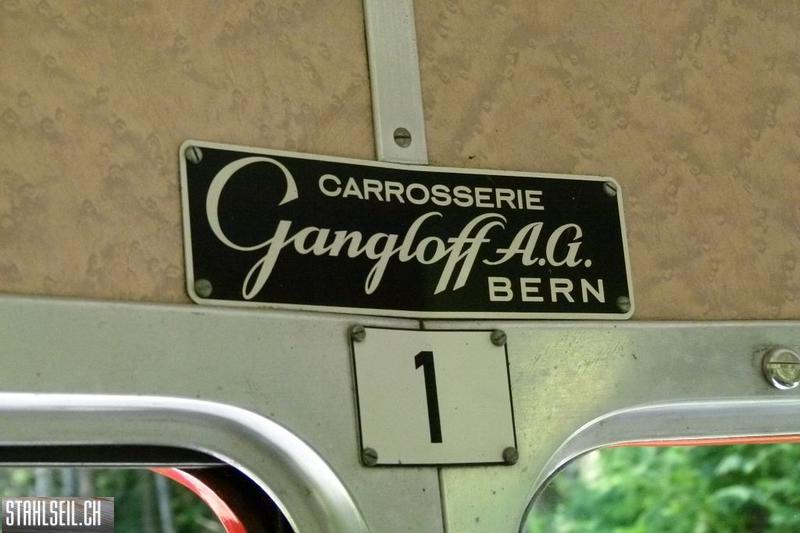 CARROSSERIE
Gangloff A.G.
BERN
1
STAHLSEIL.CH